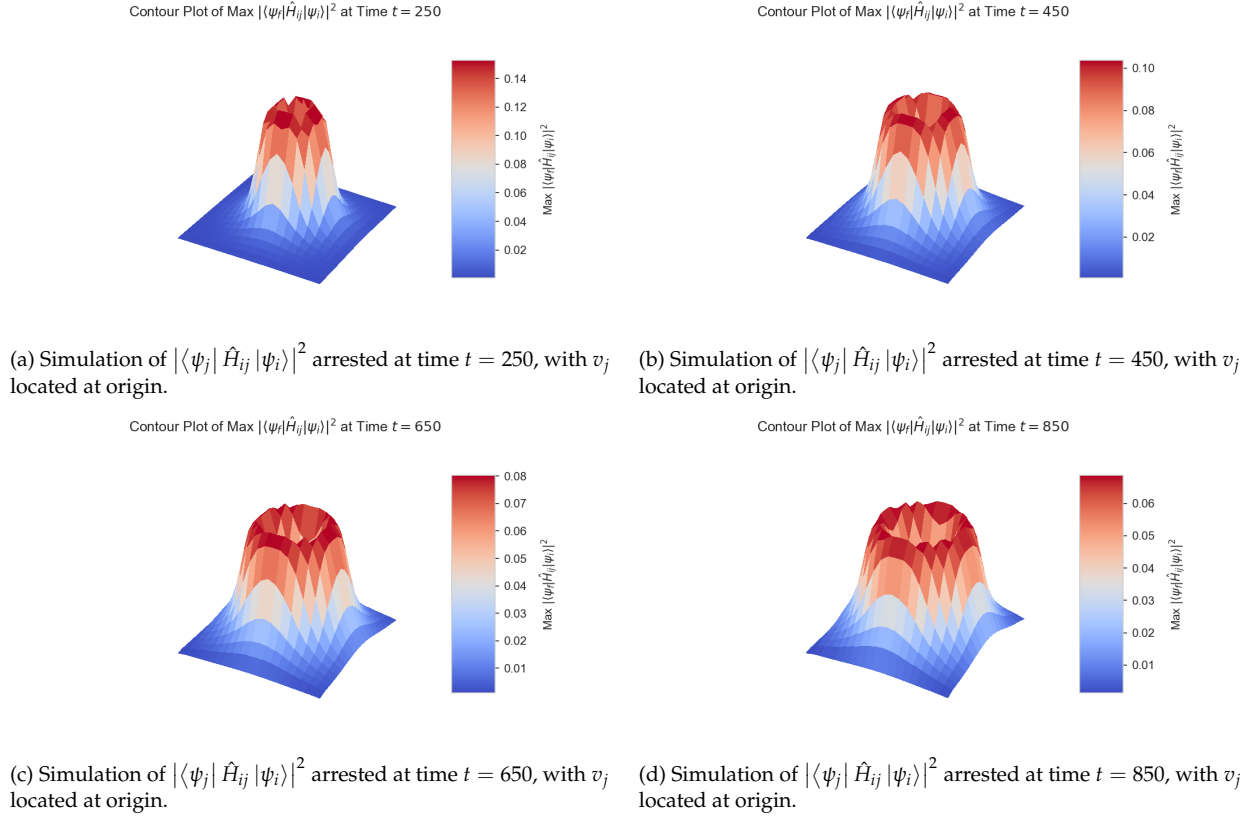 Contour Plot of Max |⟨ψf|Ĥij|ψi⟩|² at Time t = 250
0.14
0.12
0.10
0.08
0.06
0.04
0.02
Max |⟨ψf|Ĥij|ψi⟩|²
(a) Simulation of |⟨ψj| Ĥij |ψi⟩|² arrested at time t = 250, with vj
located at origin.
Contour Plot of Max |⟨ψf|Ĥij|ψi⟩|² at Time t = 450
0.10
0.08
0.06
0.04
0.02
Max |⟨ψf|Ĥij|ψi⟩|²
(b) Simulation of |⟨ψj| Ĥij |ψi⟩|² arrested at time t = 450, with vj
located at origin.
Contour Plot of Max |⟨ψf|Ĥij|ψi⟩|² at Time t = 650
0.08
0.07
0.06
0.05
0.04
0.03
0.02
0.01
Max |⟨ψf|Ĥij|ψi⟩|²
(c) Simulation of |⟨ψj| Ĥij |ψi⟩|² arrested at time t = 650, with vj
located at origin.
Contour Plot of Max |⟨ψf|Ĥij|ψi⟩|² at Time t = 850
0.06
0.05
0.04
0.03
0.02
0.01
Max |⟨ψf|Ĥij|ψi⟩|²
(d) Simulation of |⟨ψj| Ĥij |ψi⟩|² arrested at time t = 850, with vj
located at origin.